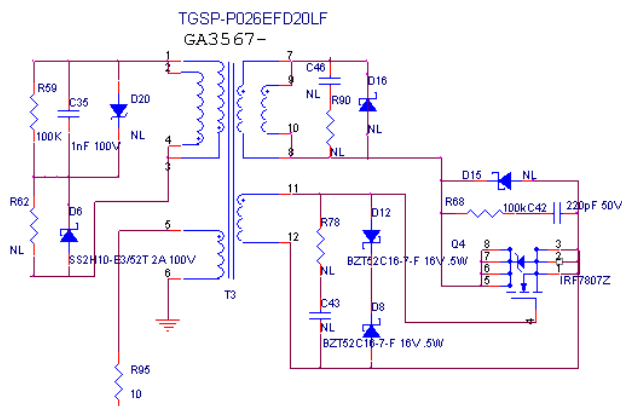 TGSP-P026EFD20LF
GA3567-
1
2
4
3
5
6
7
9
10
8
11
12
T3
R59
100K
C35
1nF 100V
D20
NL
R62
NL
D6
SS2H10-E3/52T 2A 100V
R95
10
C46
NL
R90
NL
D16
NL
D15
NL
R68
100k
C42
220pF 50V
R78
NL
C43
NL
D12
BZT52C16-7-F 16V .5W
D8
BZT52C16-7-F 16V .5W
Q4
8
7
6
5
3
2
1
4
IRF7807Z